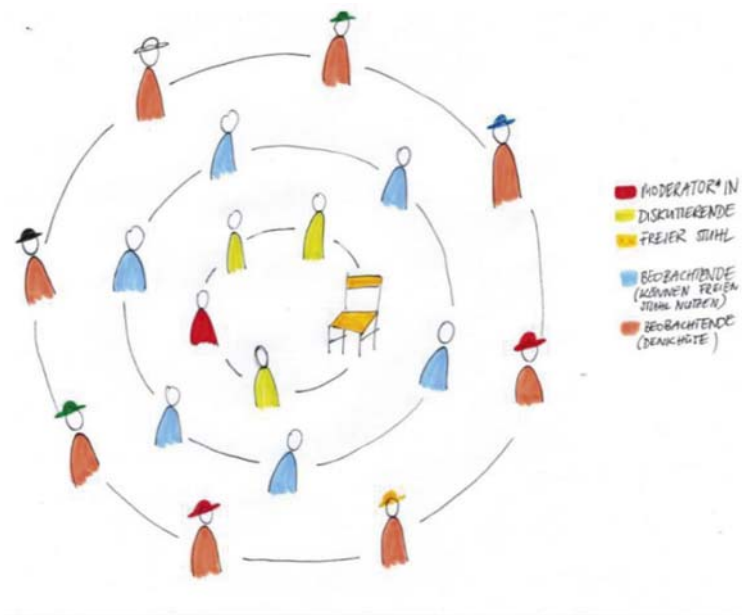 MODERATOR*IN
DISKUTIERENDE
FREIER STUHL
BEOBACHTENDE
(KÖNNEN FREIEN
STUHL NUTZEN)
BEOBACHTENDE
(DENKHÜTE)